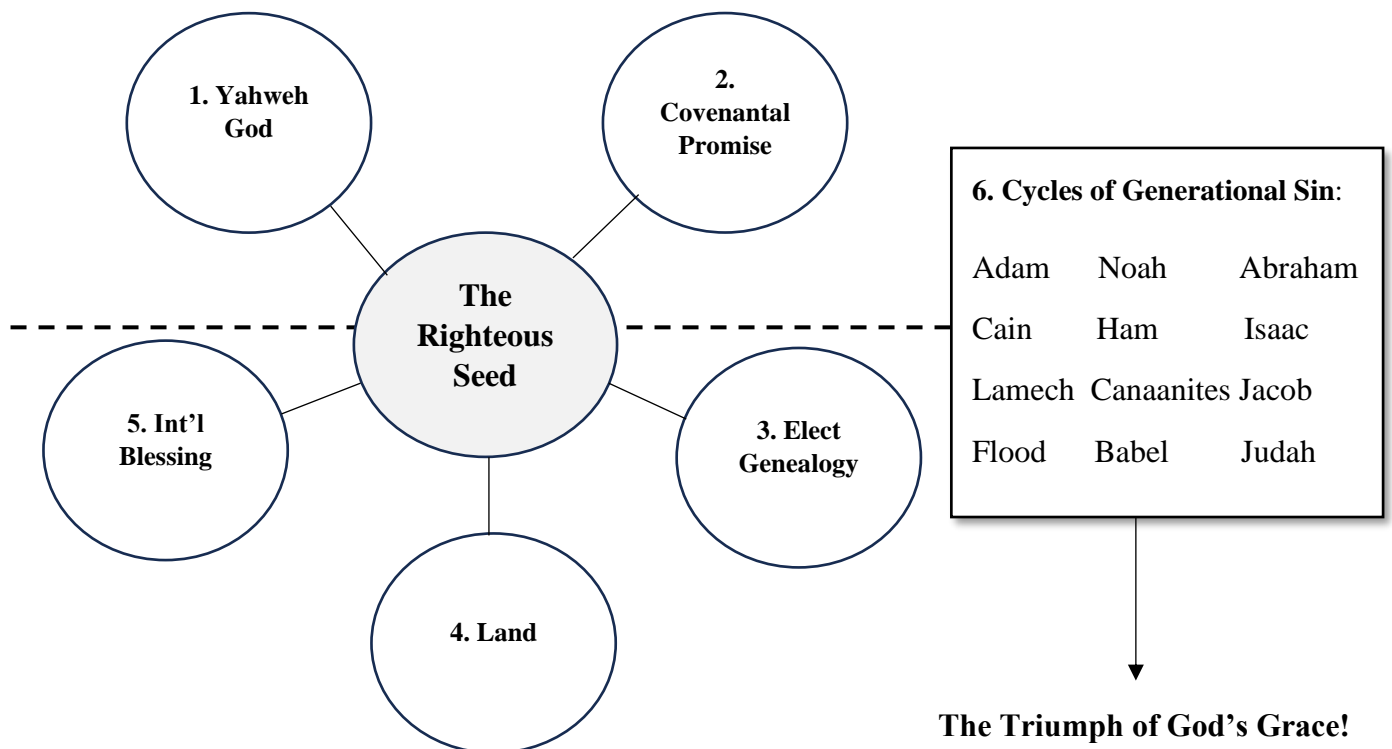 1. Yahweh
God
2.
Covenantal
Promise
The
Righteous
Seed
5. Int’l
Blessing
3. Elect
Genealogy
4. Land
6. Cycles of Generational Sin:
Adam Noah Abraham
Cain Ham Isaac
Lamech Canaanites Jacob
Flood Babel Judah
The Triumph of God’s Grace!